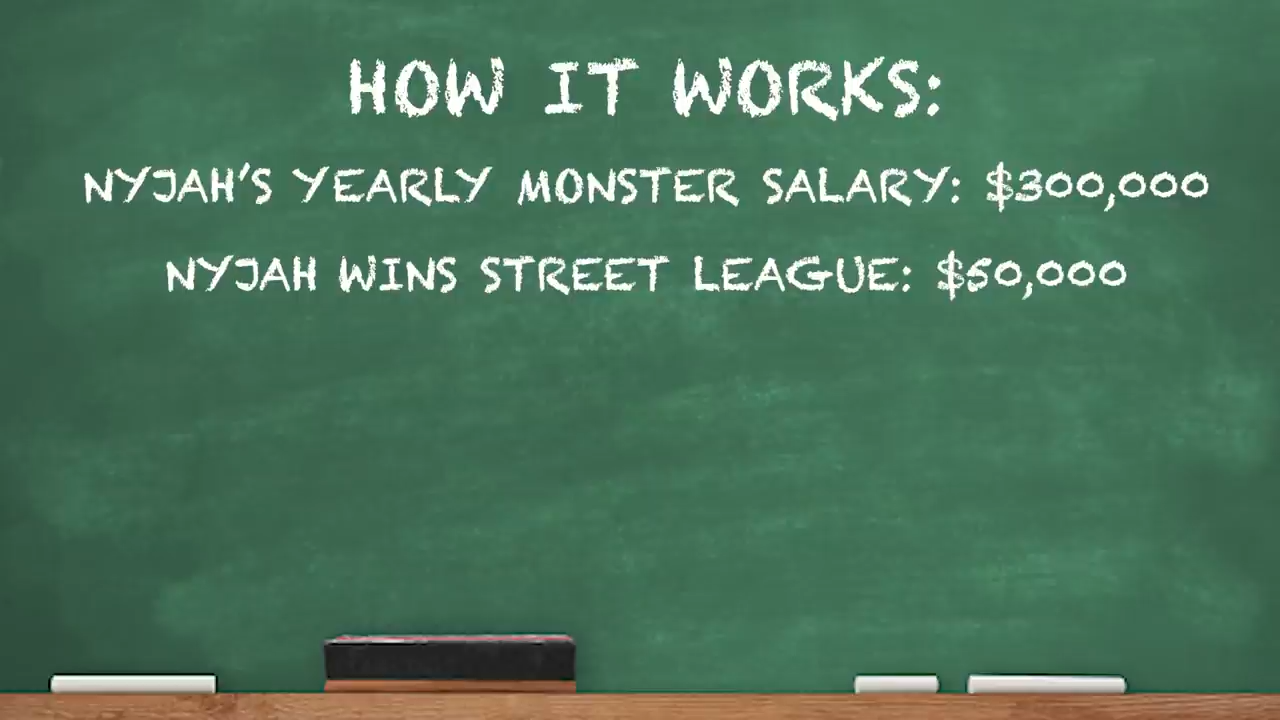 HOW IT WORKS:
NYJAH'S YEARLY MONSTER SALARY: $300,000
NYJAH WINS STREET LEAGUE: $50,000